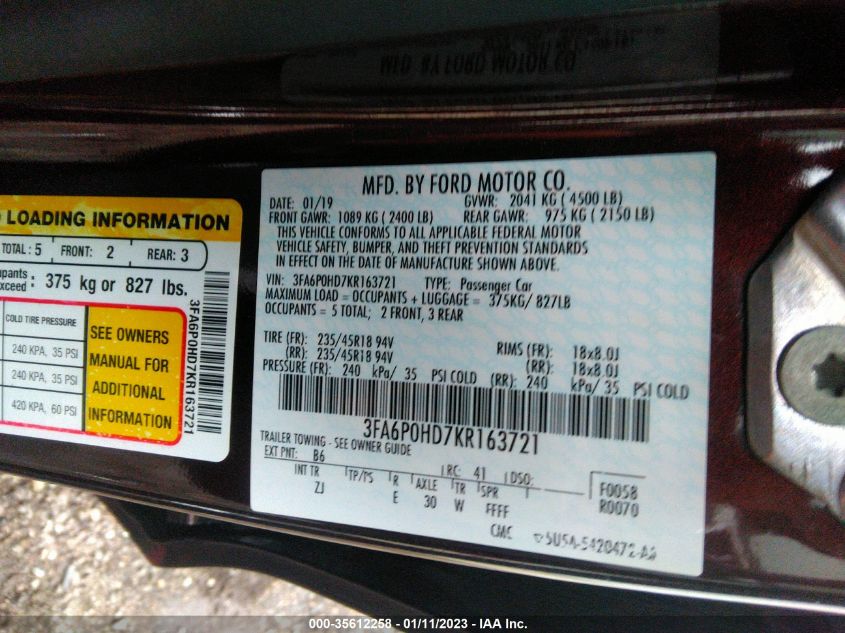 MFD. BY FORD MOTOR CO.
DATE: 01/19 GVWR: 2041 KG ( 4500 LB)
FRONT GAWR: 1089 KG ( 2400 LB) REAR GAWR: 975 KG ( 2150 LB)
THIS VEHICLE CONFORMS TO ALL APPLICABLE FEDERAL MOTOR
VEHICLE SAFETY, BUMPER, AND THEFT PREVENTION STANDARDS
IN EFFECT ON THE DATE OF MANUFACTURE SHOWN ABOVE.
VIN: 3FA6P0HD7KR163721 TYPE: Passenger Car
MAXIMUM LOAD = OCCUPANTS + LUGGAGE = 375KG/ 827LB
OCCUPANTS = 5 TOTAL; 2 FRONT, 3 REAR
TIRE (FR): 235/45R18 94V RIMS (FR): 18x8.0J
(RR): 235/45R18 94V (RR): 18x8.0J
PRESSURE (FR): 240 kPa/ 35 PSI COLD (RR): 240 kPa/ 35 PSI COLD
3FA6P0HD7KR163721
TRAILER TOWING - SEE OWNER GUIDE
EXT PNT: B6 RC: 41 DSO: F0058
INT TR TP/PS R AXLE TR SPR R0070
ZJ E 30 W FFFF
CMC 5U5A-5420472-AA
LOADING INFORMATION
TOTAL : 5 FRONT: 2 REAR: 3
375 kg or 827 lbs.
COLD TIRE PRESSURE
240 KPA, 35 PSI
240 KPA, 35 PSI
420 KPA, 60 PSI
SEE OWNERS
MANUAL FOR
ADDITIONAL
INFORMATION
3FA6P0HD7KR163721
000-35612258 - 01/11/2023 - IAA Inc.